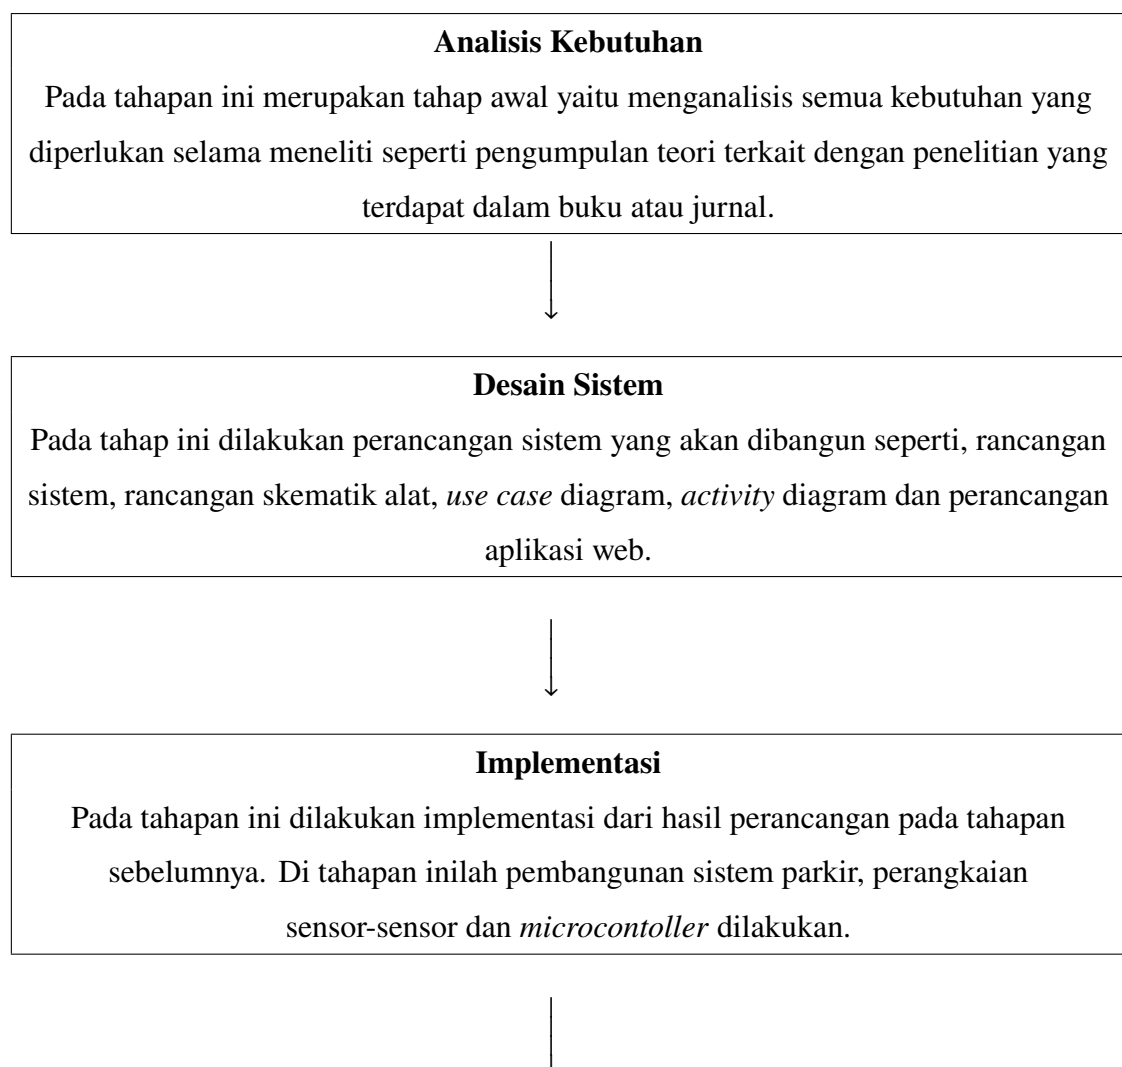 Analisis Kebutuhan
Pada tahapan ini merupakan tahap awal yaitu menganalisis semua kebutuhan yang
diperlukan selama meneliti seperti pengumpulan teori terkait dengan penelitian yang
terdapat dalam buku atau jurnal.
Desain Sistem
Pada tahap ini dilakukan perancangan sistem yang akan dibangun seperti, rancangan
sistem, rancangan skematik alat, use case diagram, activity diagram dan perancangan
aplikasi web.
Implementasi
Pada tahapan ini dilakukan implementasi dari hasil perancangan pada tahapan
sebelumnya. Di tahapan inilah pembangunan sistem parkir, perangkaian
sensor-sensor dan microcontoller dilakukan.